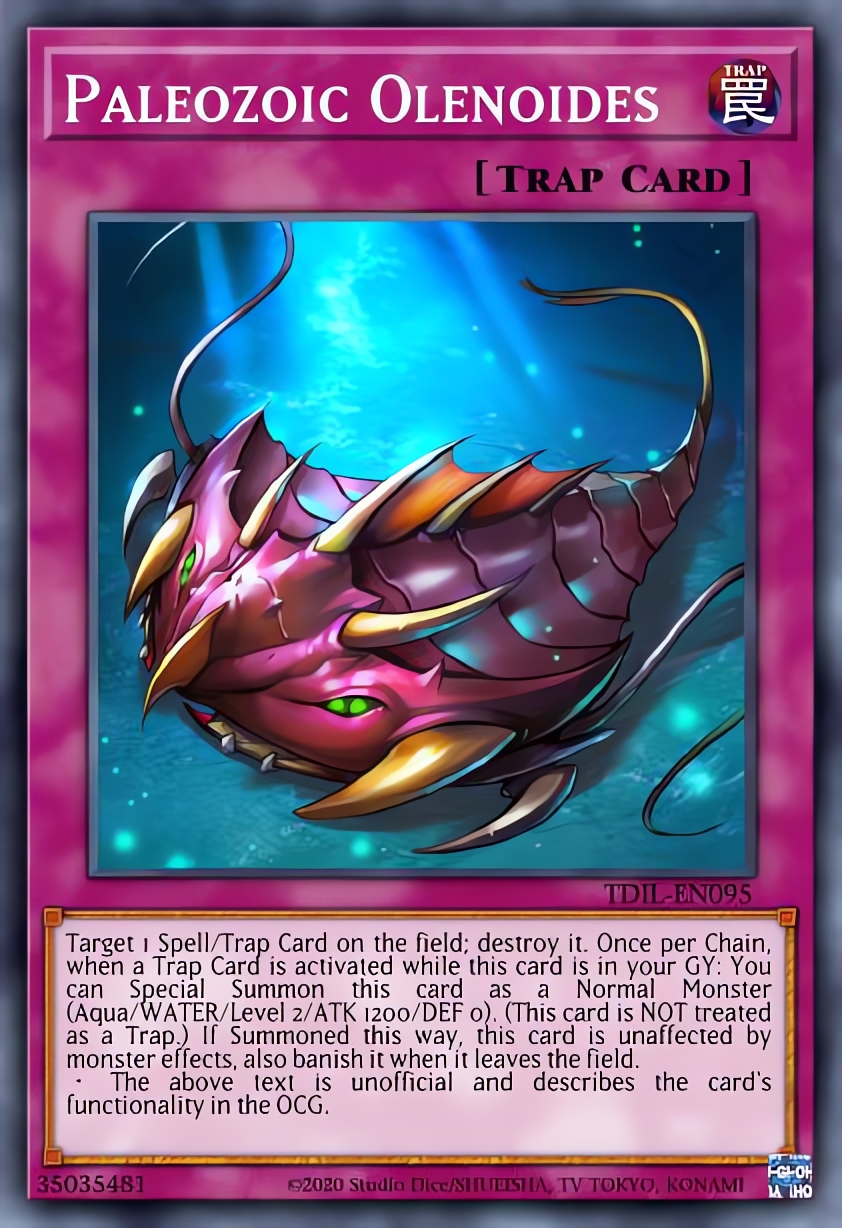 Paleozoic Olenoides
TRAP
罠
[Trap Card]
TDIL-EN095
Target 1 Spell/Trap Card on the field; destroy it. Once per Chain,
when a Trap Card is activated while this card is in your GY: You
can Special Summon this card as a Normal Monster
(Aqua/WATER/Level 2/ATK 1200/DEF 0). (This card is NOT treated
as a Trap.) If Summoned this way, this card is unaffected by
monster effects, also banish it when it leaves the field.
· The above text is unofficial and describes the card's
functionality in the OCG.
35035481
©2020 Studio Dice/SHUEISHA, TV TOKYO, KONAMI